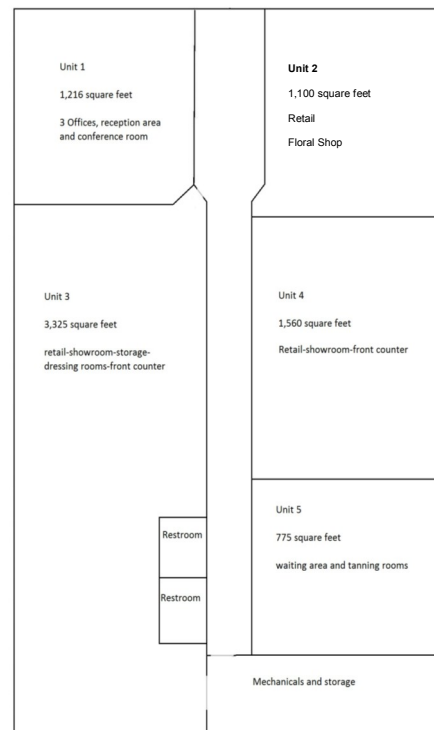 Unit 1
1,216 square feet
3 Offices, reception area
and conference room
Unit 2
1,100 square feet
Retail
Floral Shop
Unit 3
3,325 square feet
retail-showroom-storage-
dressing rooms-front counter
Unit 4
1,560 square feet
Retail-showroom-front counter
Restroom
Restroom
Unit 5
775 square feet
waiting area and tanning rooms
Mechanicals and storage